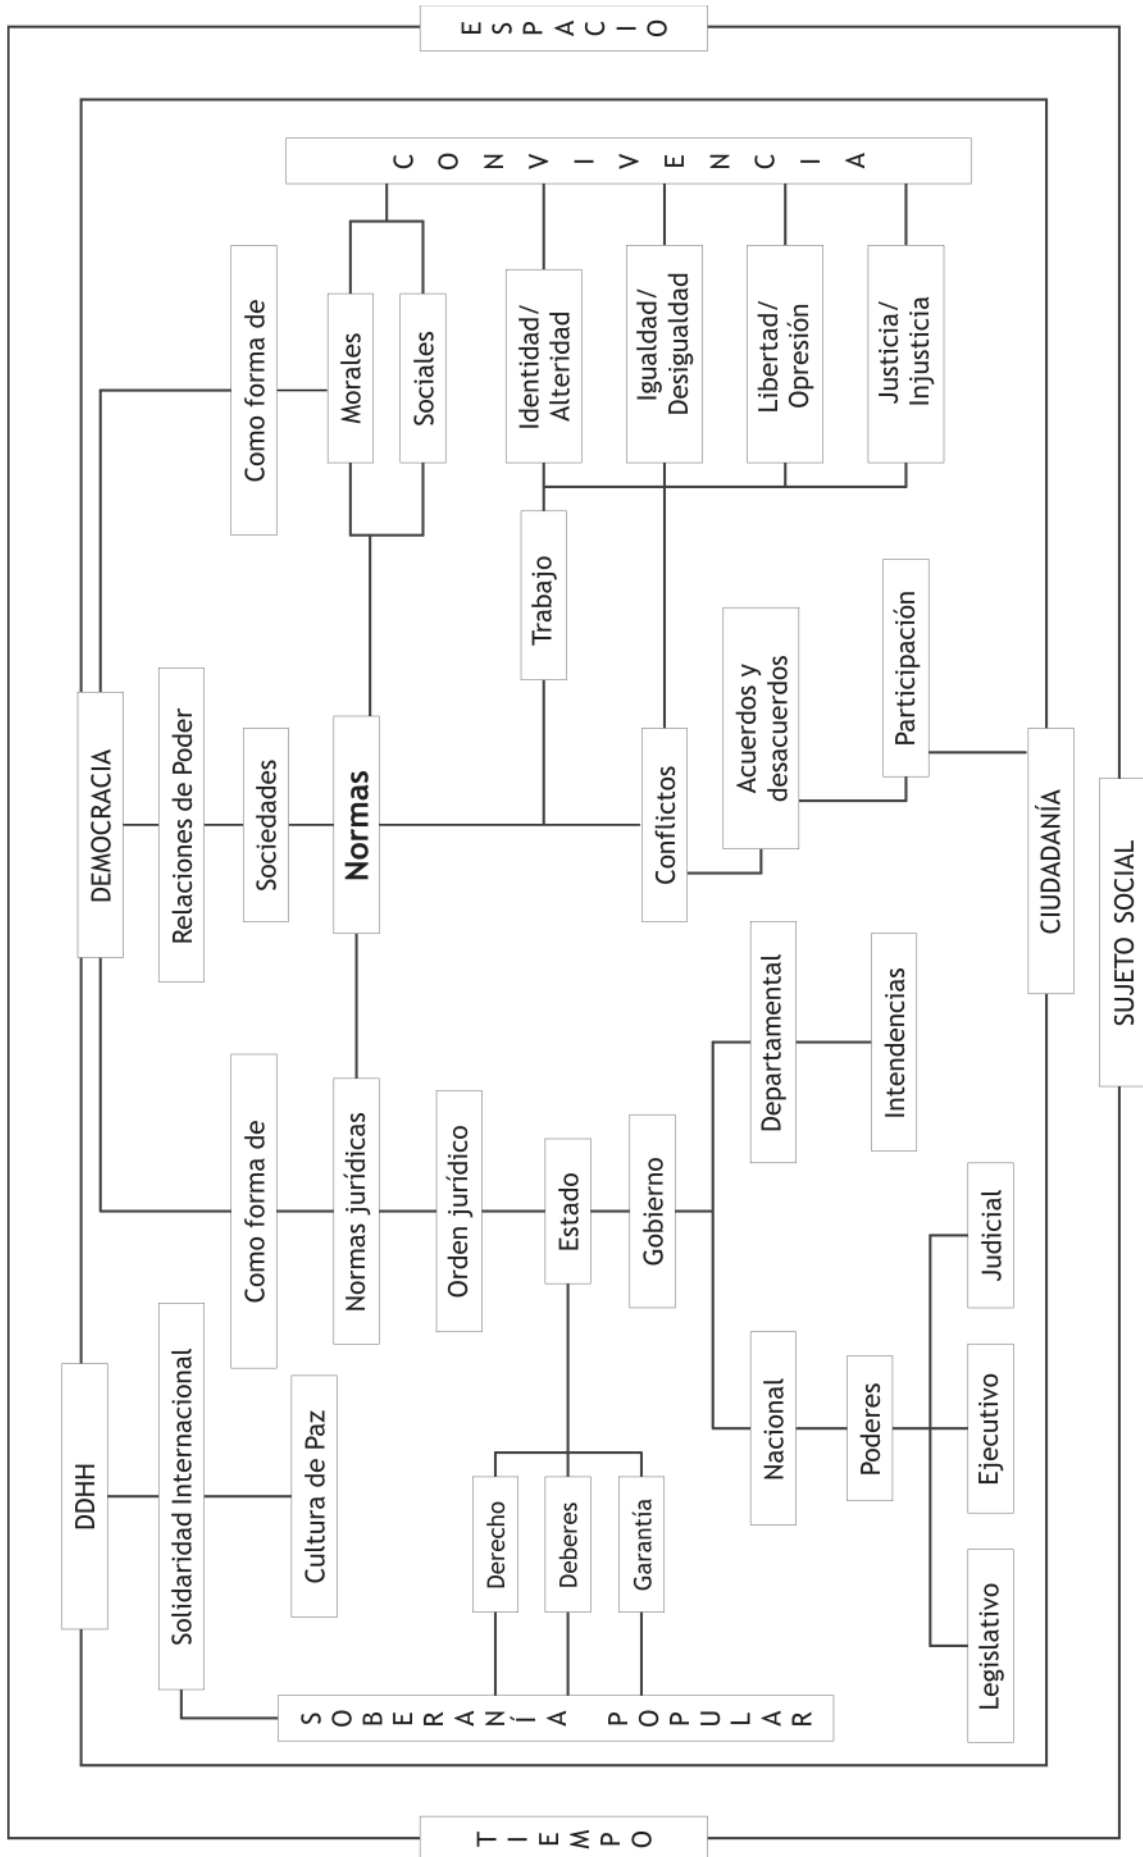 DDHH
DEMOCRACIA
Solidaridad Internacional
Relaciones de Poder
Como forma de
Sociedades
Como forma de
Cultura de Paz
Normas jurídicas
Normas
Morales
Sociales
Orden jurídico
Derecho
Deberes
Garantía
Estado
Trabajo
Identidad/
Alteridad
Gobierno
Conflictos
Igualdad/
Desigualdad
Nacional
Departamental
Acuerdos y
desacuerdos
Libertad/
Opresión
Poderes
Intendencias
Participación
Justicia/
Injusticia
Legislativo
Ejecutivo
Judicial
CIUDADANÍA
SUJETO SOCIAL
TIEMPO
SOBERANÍA POPULAR
CONVIVENCIA
ESPACIO